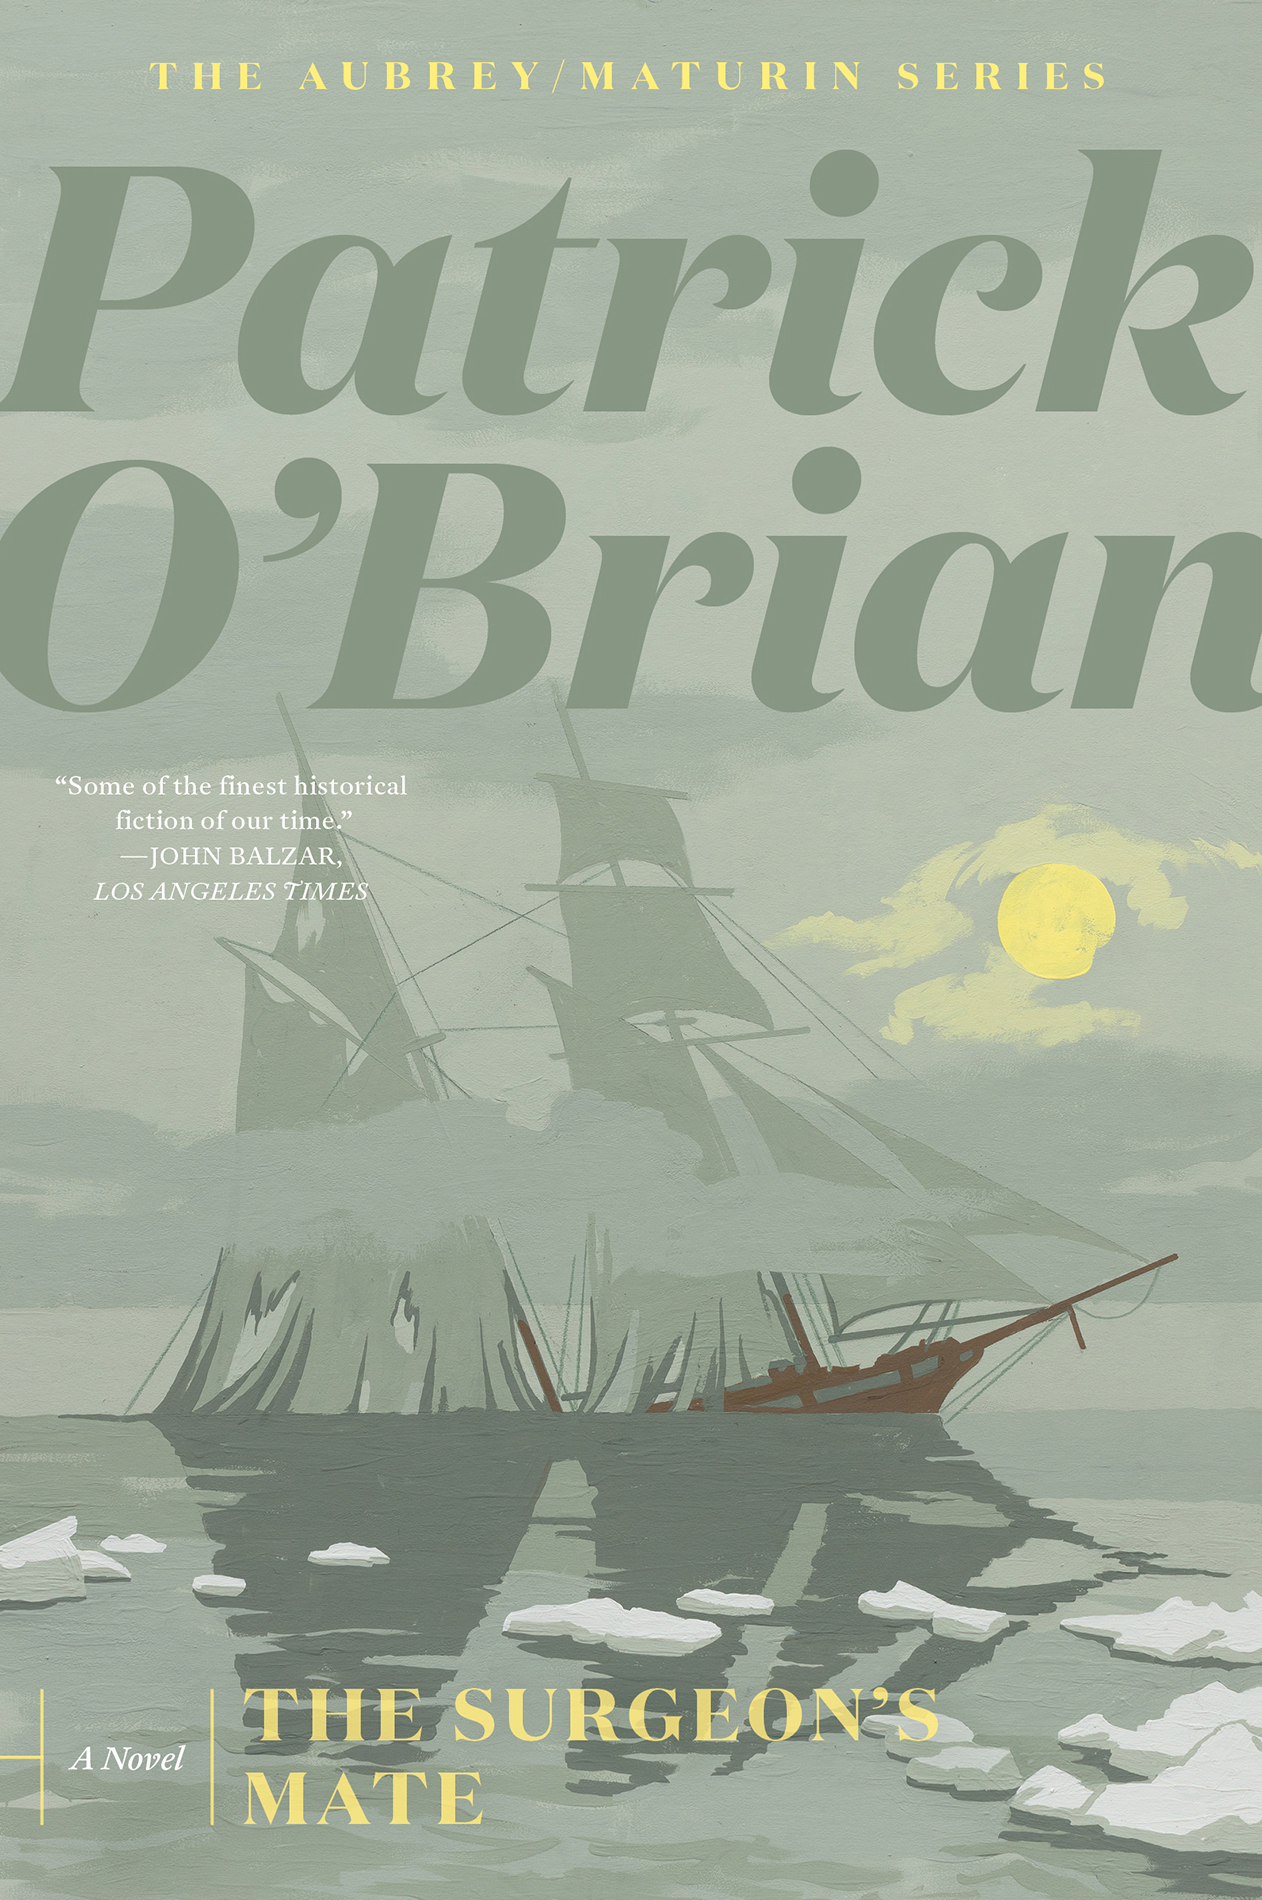 THE AUBREY/MATURIN SERIES
Patrick
O’Brian
“Some of the finest historical
fiction of our time.”
—JOHN BALZAR,
LOS ANGELES TIMES
A Novel
THE SURGEON’S
MATE